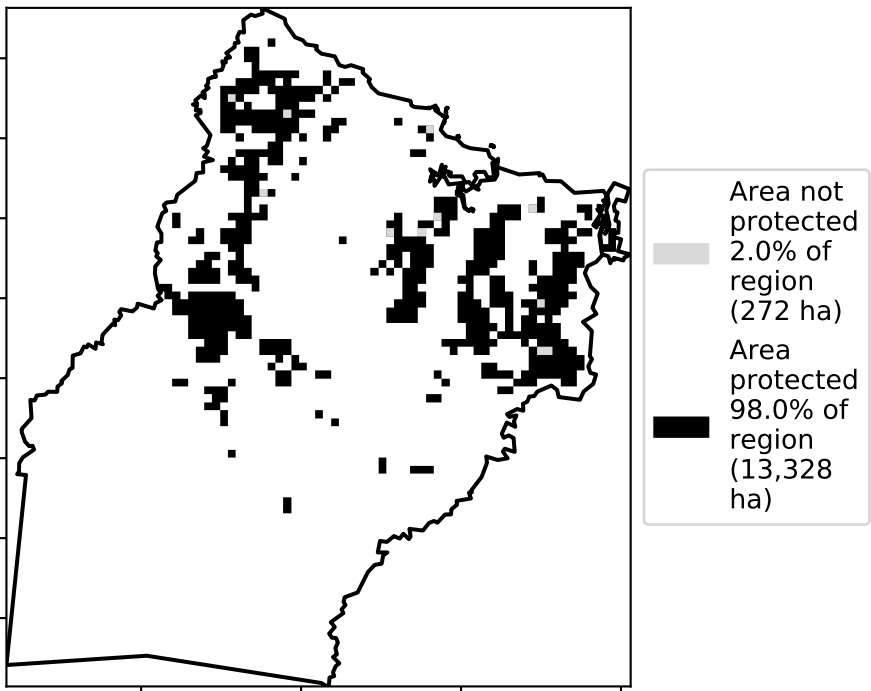 Area not
protected
2.0% of
region
(272 ha)
Area
protected
98.0% of
region
(13,328
ha)